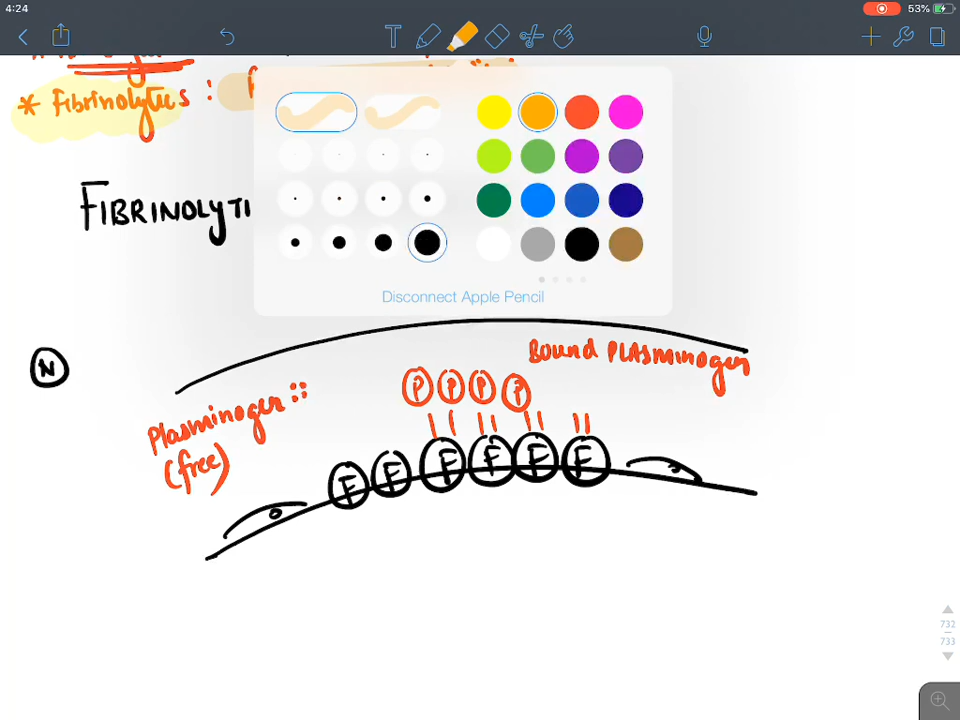 4:24
53%
T
* Fibrinolytics :
FIBRINOLYTI
Disconnect Apple Pencil
N
Bound PLASMINOGEN
P P P P
Plasminogen ::
(free)
F F F F F F
732
733